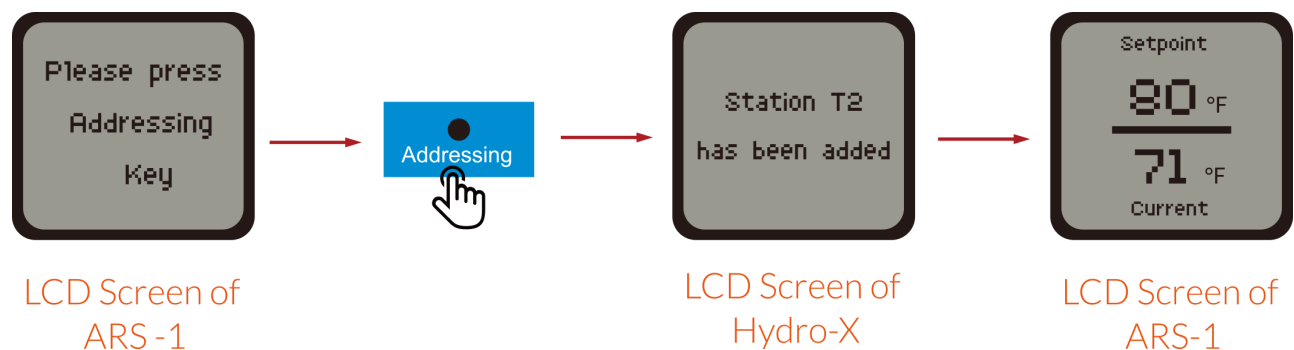 Please press
Addressing
Key
LCD Screen of
ARS -1
Addressing
Station T2
has been added
LCD Screen of
Hydro-X
Setpoint
80 °F
71 °F
Current
LCD Screen of
ARS-1